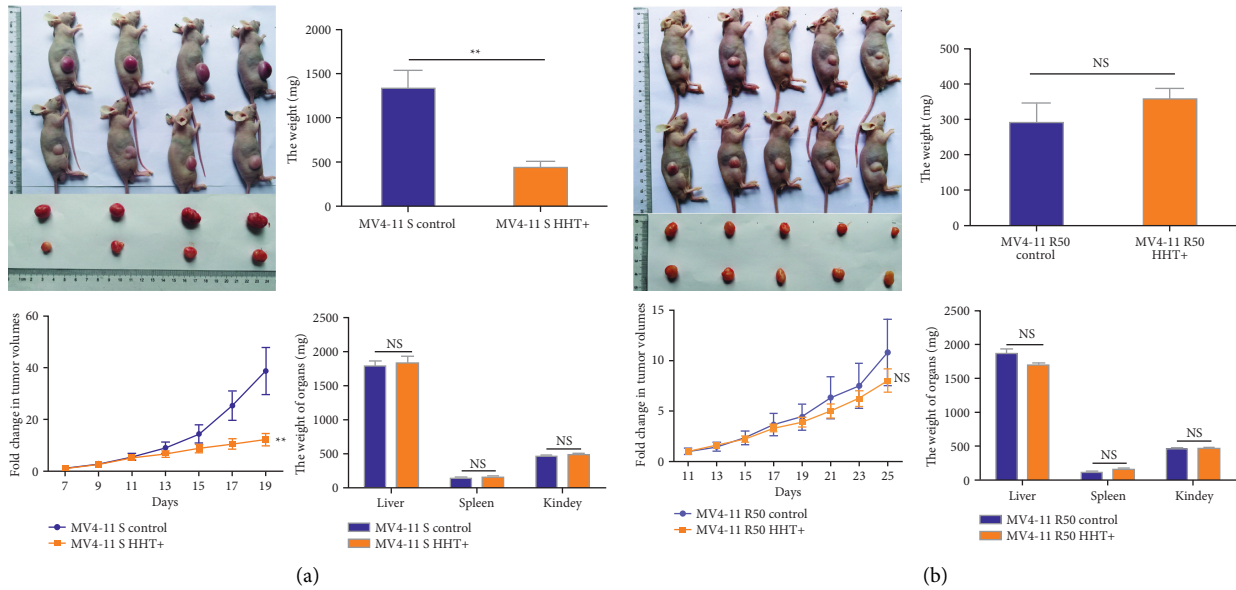 2000
1500
1000
500
0
The weight (mg)
**
MV4-11 S control
MV4-11 S HHT+
60
40
20
0
Fold change in tumor volumes
**
7
9
11
13
15
17
19
Days
MV4-11 S control
MV4-11 S HHT+
2500
2000
1500
1000
500
0
The weight of organs (mg)
NS
NS
NS
Liver
Spleen
Kindey
MV4-11 S control
MV4-11 S HHT+
(a)
500
400
300
200
100
0
The weight (mg)
NS
MV4-11 R50
control
MV4-11 R50
HHT+
15
10
5
0
Fold change in tumor volumes
NS
11
13
15
17
19
21
23
25
Days
MV4-11 R50 control
MV4-11 R50 HHT+
2500
2000
1500
1000
500
0
The weight of organs (mg)
NS
NS
NS
Liver
Spleen
Kindey
MV4-11 R50 control
MV4-11 R50 HHT+
(b)